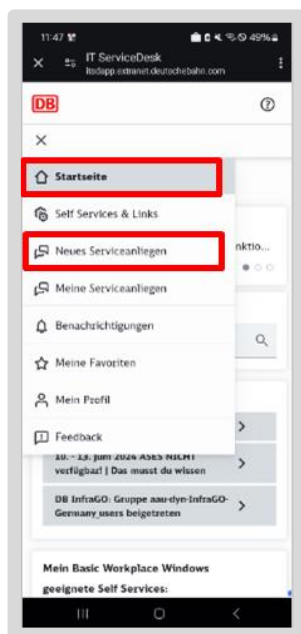 11:47
49%
IT ServiceDesk
itsdapp.extranet.deutschebahn.com
DB
Startseite
Self Services & Links
Neues Serviceanliegen
nktio...
Meine Serviceanliegen
Benachrichtigungen
Meine Favoriten
Mein Profil
Feedback
10. - 13. Juni 2024 ASES NICHT
verfügbar! | Das musst du wissen
DB InfraGO: Gruppe aau-dyn-InfraGO-
Germany_users beigetreten
Mein Basic Workplace Windows
geeignete Self Services: